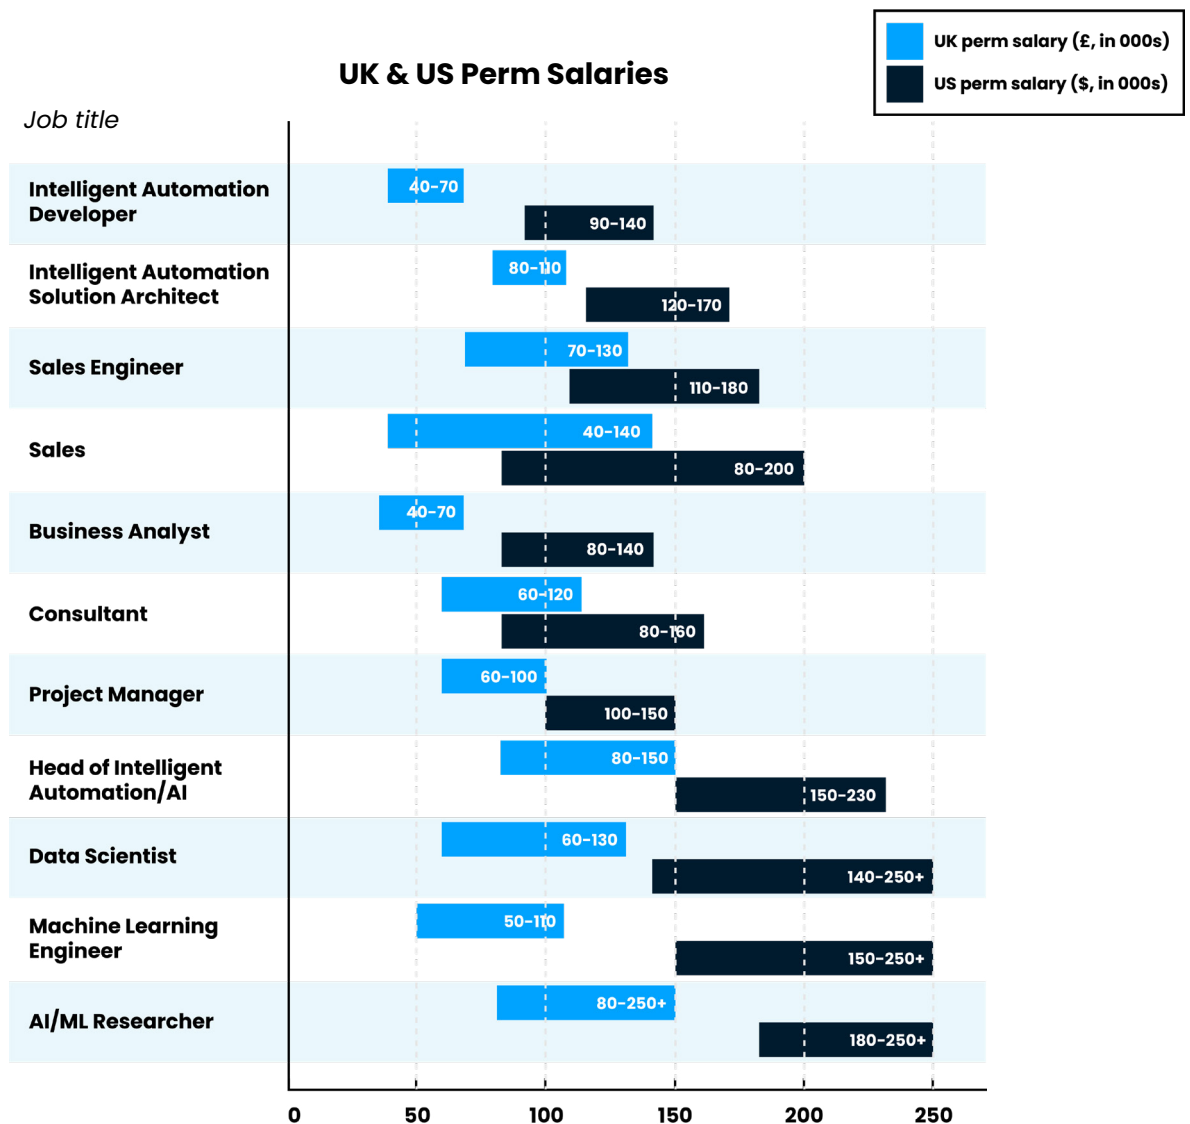 UK perm salary (£, in 000s)
US perm salary ($, in 000s)
UK & US Perm Salaries
Job title
Intelligent Automation
Developer
40-70
90-140
Intelligent Automation
Solution Architect
80-110
120-170
Sales Engineer
70-130
110-180
Sales
40-140
80-200
Business Analyst
40-70
80-140
Consultant
60-120
80-160
Project Manager
60-100
100-150
Head of Intelligent
Automation/AI
80-150
150-230
Data Scientist
60-130
140-250+
Machine Learning
Engineer
50-110
150-250+
AI/ML Researcher
80-250+
180-250+
0 50 100 150 200 250